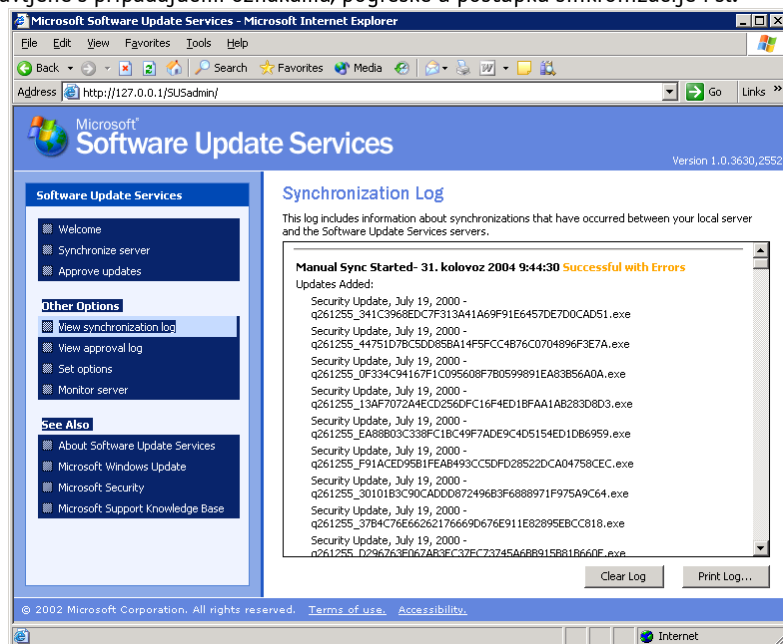 s pripadajućim oznakama, pogreške u postupku sinkronizacije i sl.
Microsoft Software Update Services - Microsoft Internet Explorer
File Edit View Favorites Tools Help
Back Search Favorites Media
Address http://127.0.0.1/SUSadmin/ Go Links »
Microsoft®
Software Update Services
Version 1.0.3630,2552
Software Update Services
Welcome
Synchronize server
Approve updates
Other Options
View synchronization log
View approval log
Set options
Monitor server
See Also
About Software Update Services
Microsoft Windows Update
Microsoft Security
Microsoft Support Knowledge Base
Synchronization Log
This log includes information about synchronizations that have occurred between your local server
and the Software Update Services servers.
Manual Sync Started- 31. kolovoz 2004 9:44:30 Successful with Errors
Updates Added:
Security Update, July 19, 2000 -
q261255_341C3968EDC7F313A41A69F91E6457DE7D0CAD51.exe
Security Update, July 19, 2000 -
q261255_44751D7BC5DD85BA14F5FCC4B76C0704896F3E7A.exe
Security Update, July 19, 2000 -
q261255_0F334C94167F1C095608F7B0599891EA83B56A0A.exe
Security Update, July 19, 2000 -
q261255_13AF7072A4ECD256DFC16F4ED1BFAA1AB283D8D3.exe
Security Update, July 19, 2000 -
q261255_EA88B03C338FC1BC49F7ADE9C4D5154ED1DB6959.exe
Security Update, July 19, 2000 -
q261255_F91ACED95B1FEAB493CC5DFD28522DCA04758CEC.exe
Security Update, July 19, 2000 -
q261255_30101B3C90CADDD872496B3F6888971F975A9C64.exe
Security Update, July 19, 2000 -
q261255_37B4C76E66262176669D676E911E82895EBCC818.exe
Security Update, July 19, 2000 -
q261255_D296763E067AB3EC37EC73745A6BB915B81B660E.exe
Clear Log Print Log...
© 2002 Microsoft Corporation. All rights reserved. Terms of use. Accessibility.
Internet